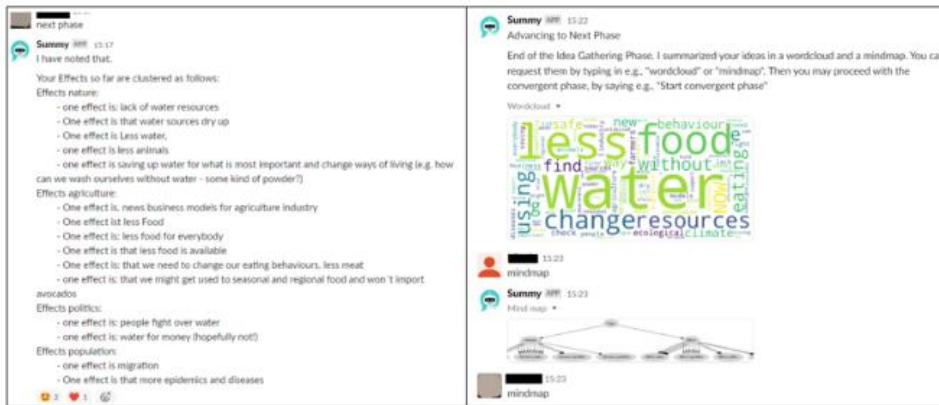 next phase
Summy APP 15:17
I have noted that.
Your Effects so far are clustered as follows:
Effects nature:
- one effect is: lack of water resources
- One effect is that water sources dry up
- One effect is Less water,
- one effect is less animals
- one effect is saving up water for what is most important and change ways of living (e.g. how
can we wash ourselves without water - some kind of powder?)
Effects agriculture:
- One effect is, news business models for agriculture industry
- One effect ist less Food
- One effect is: less food for everybody
- One effect is that less food is available
- One effect is: that we need to change our eating behaviours, less meat
- one effect is: that we might get used to seasonal and regional food and won´t import
avocados
Effects politics:
- one effect is: people fight over water
- one effect is: water for money (hopefully not!)
Effects population:
- one effect is migration
- One effect is that more epidemics and diseases
2 1
Summy APP 15:22
Advancing to Next Phase
End of the Idea Gathering Phase. I summarized your ideas in a wordcloud and a mindmap. You ca
request them by typing in e.g., "wordcloud" or "mindmap". Then you may proceed with the
convergent phase, by saying e.g., "Start convergent phase"
Wordcloud
safe new behaviour
less food
find way without
water
using NOW eating
change resources
check people ecological climate
15:23
mindmap
Summy APP 15:23
Mind map
15:23
mindmap